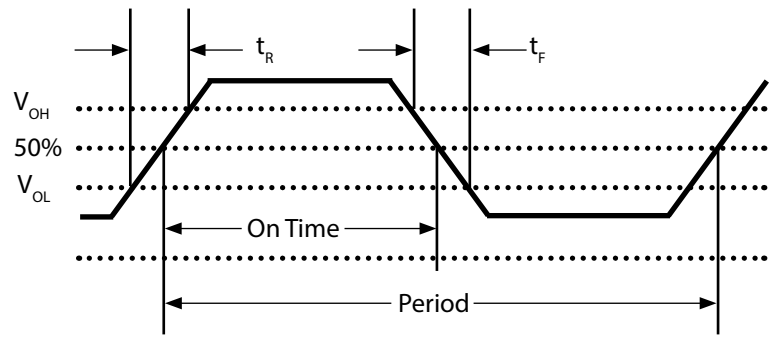 t_R
t_F
V_OH
50%
V_OL
On Time
Period